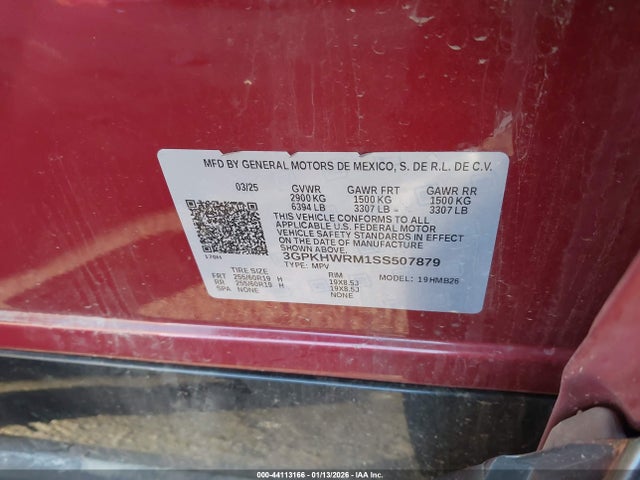 MFD BY GENERAL MOTORS DE MEXICO, S. DE R.L. DE C.V.
03/25 GVWR GAWR FRT GAWR RR
2900 KG 1500 KG 1500 KG
6394 LB 3307 LB - 3307 LB
THIS VEHICLE CONFORMS TO ALL
APPLICABLE U.S. FEDERAL MOTOR
VEHICLE SAFETY STANDARDS IN EFFECT
ON THE DATE OF MANUFACTURE SHOWN ABOVE.
3GPKHWRM1SS507879
TYPE: MPV MODEL: 19HMB26
TIRE SIZE RIM
FRT 255/60R19 H 19X8.5J
RR 255/60R19 H 19X8.5J
SPA NONE NONE
000-44113166 - 01/13/2026 - IAA Inc.